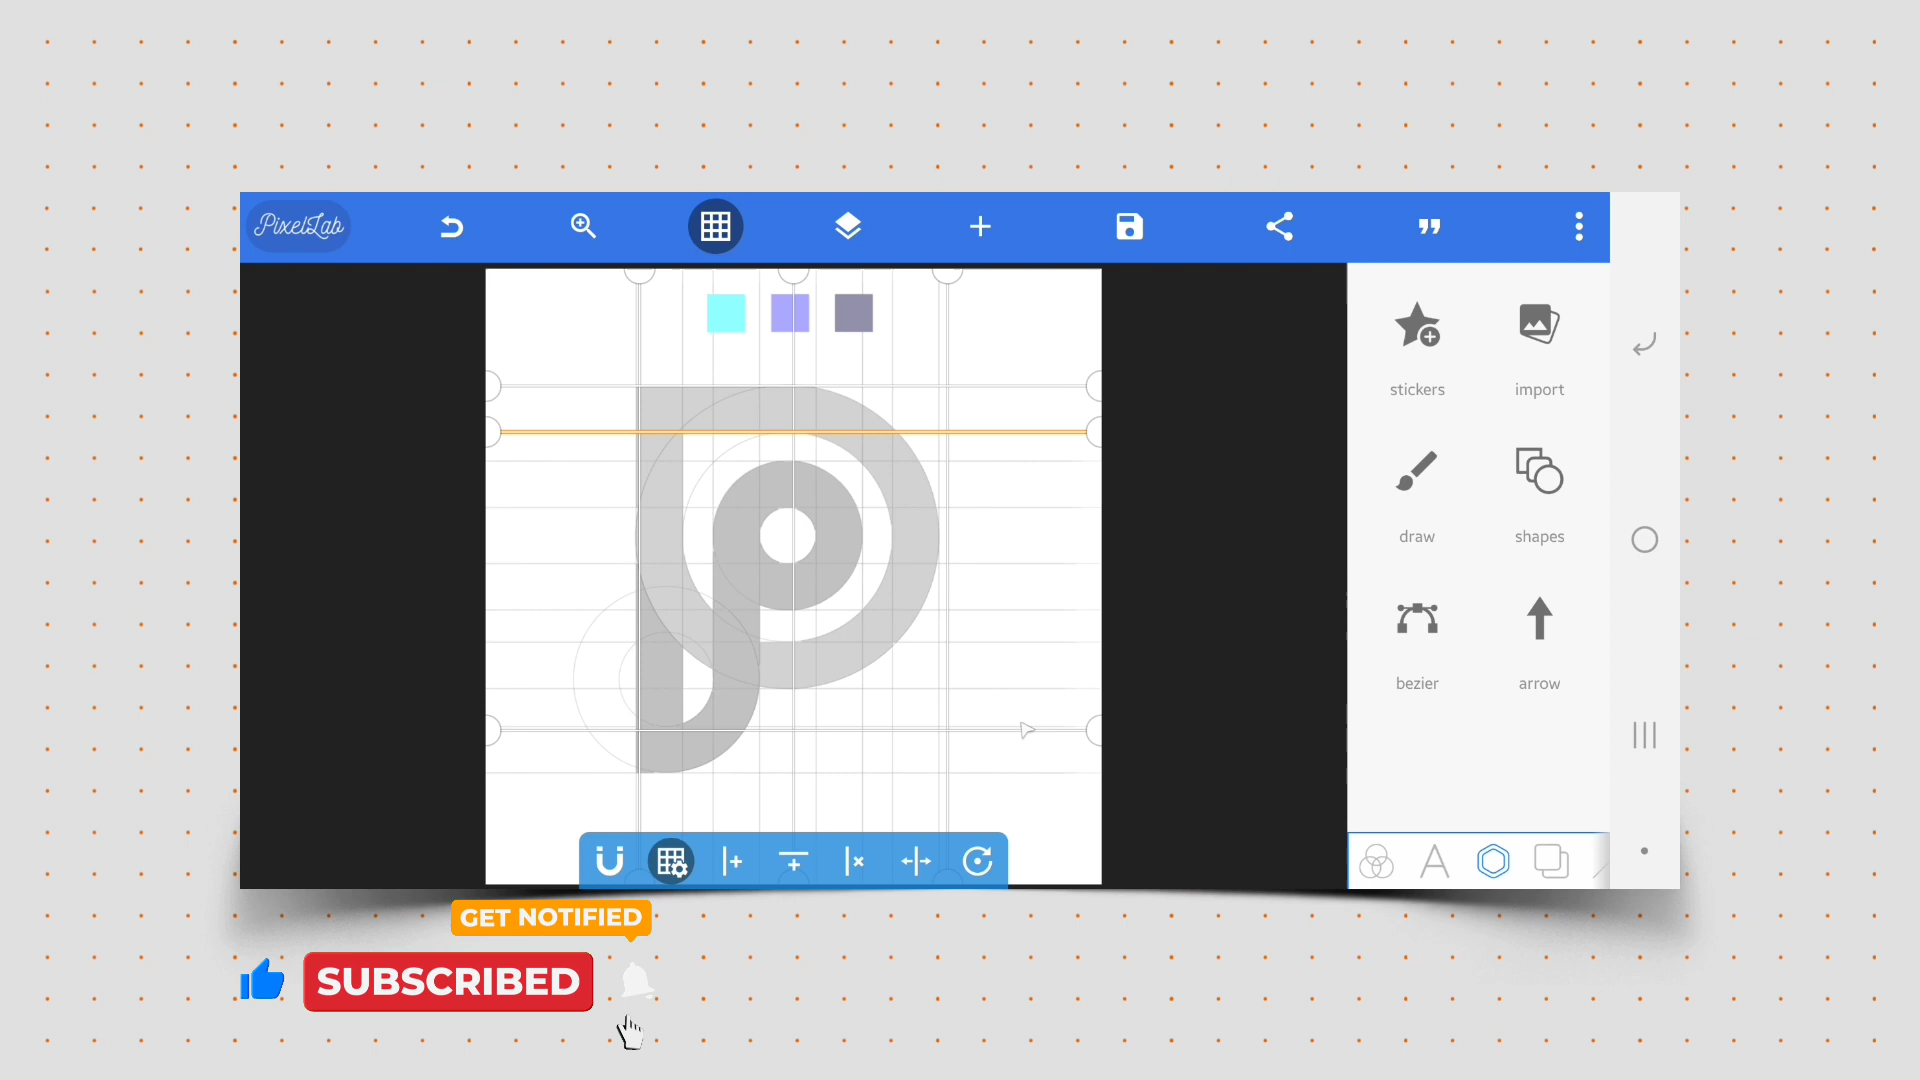 PixelLab
stickers
import
draw
shapes
bezier
arrow
GET NOTIFIED
SUBSCRIBED